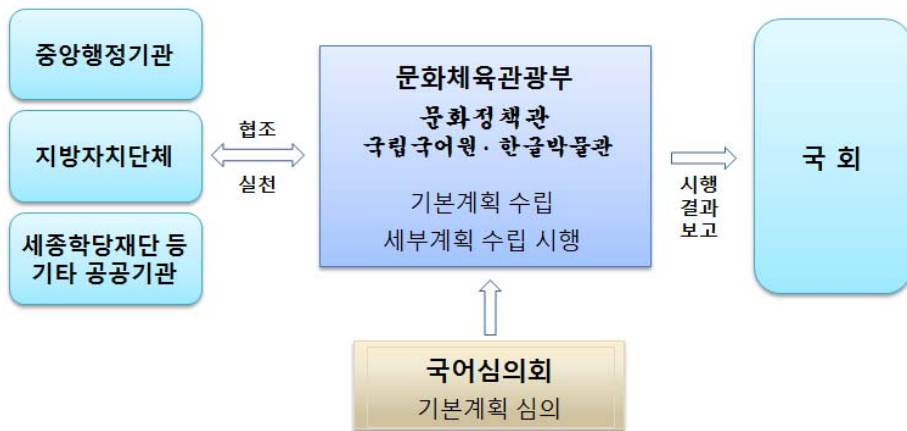 중앙행정기관
지방자치단체
세종학당재단 등
기타 공공기관
협조
실천
문화체육관광부
문화정책관
국립국어원·한글박물관
기본계획 수립
세부계획 수립 시행
시행
결과
보고
국 회
국어심의회
기본계획 심의